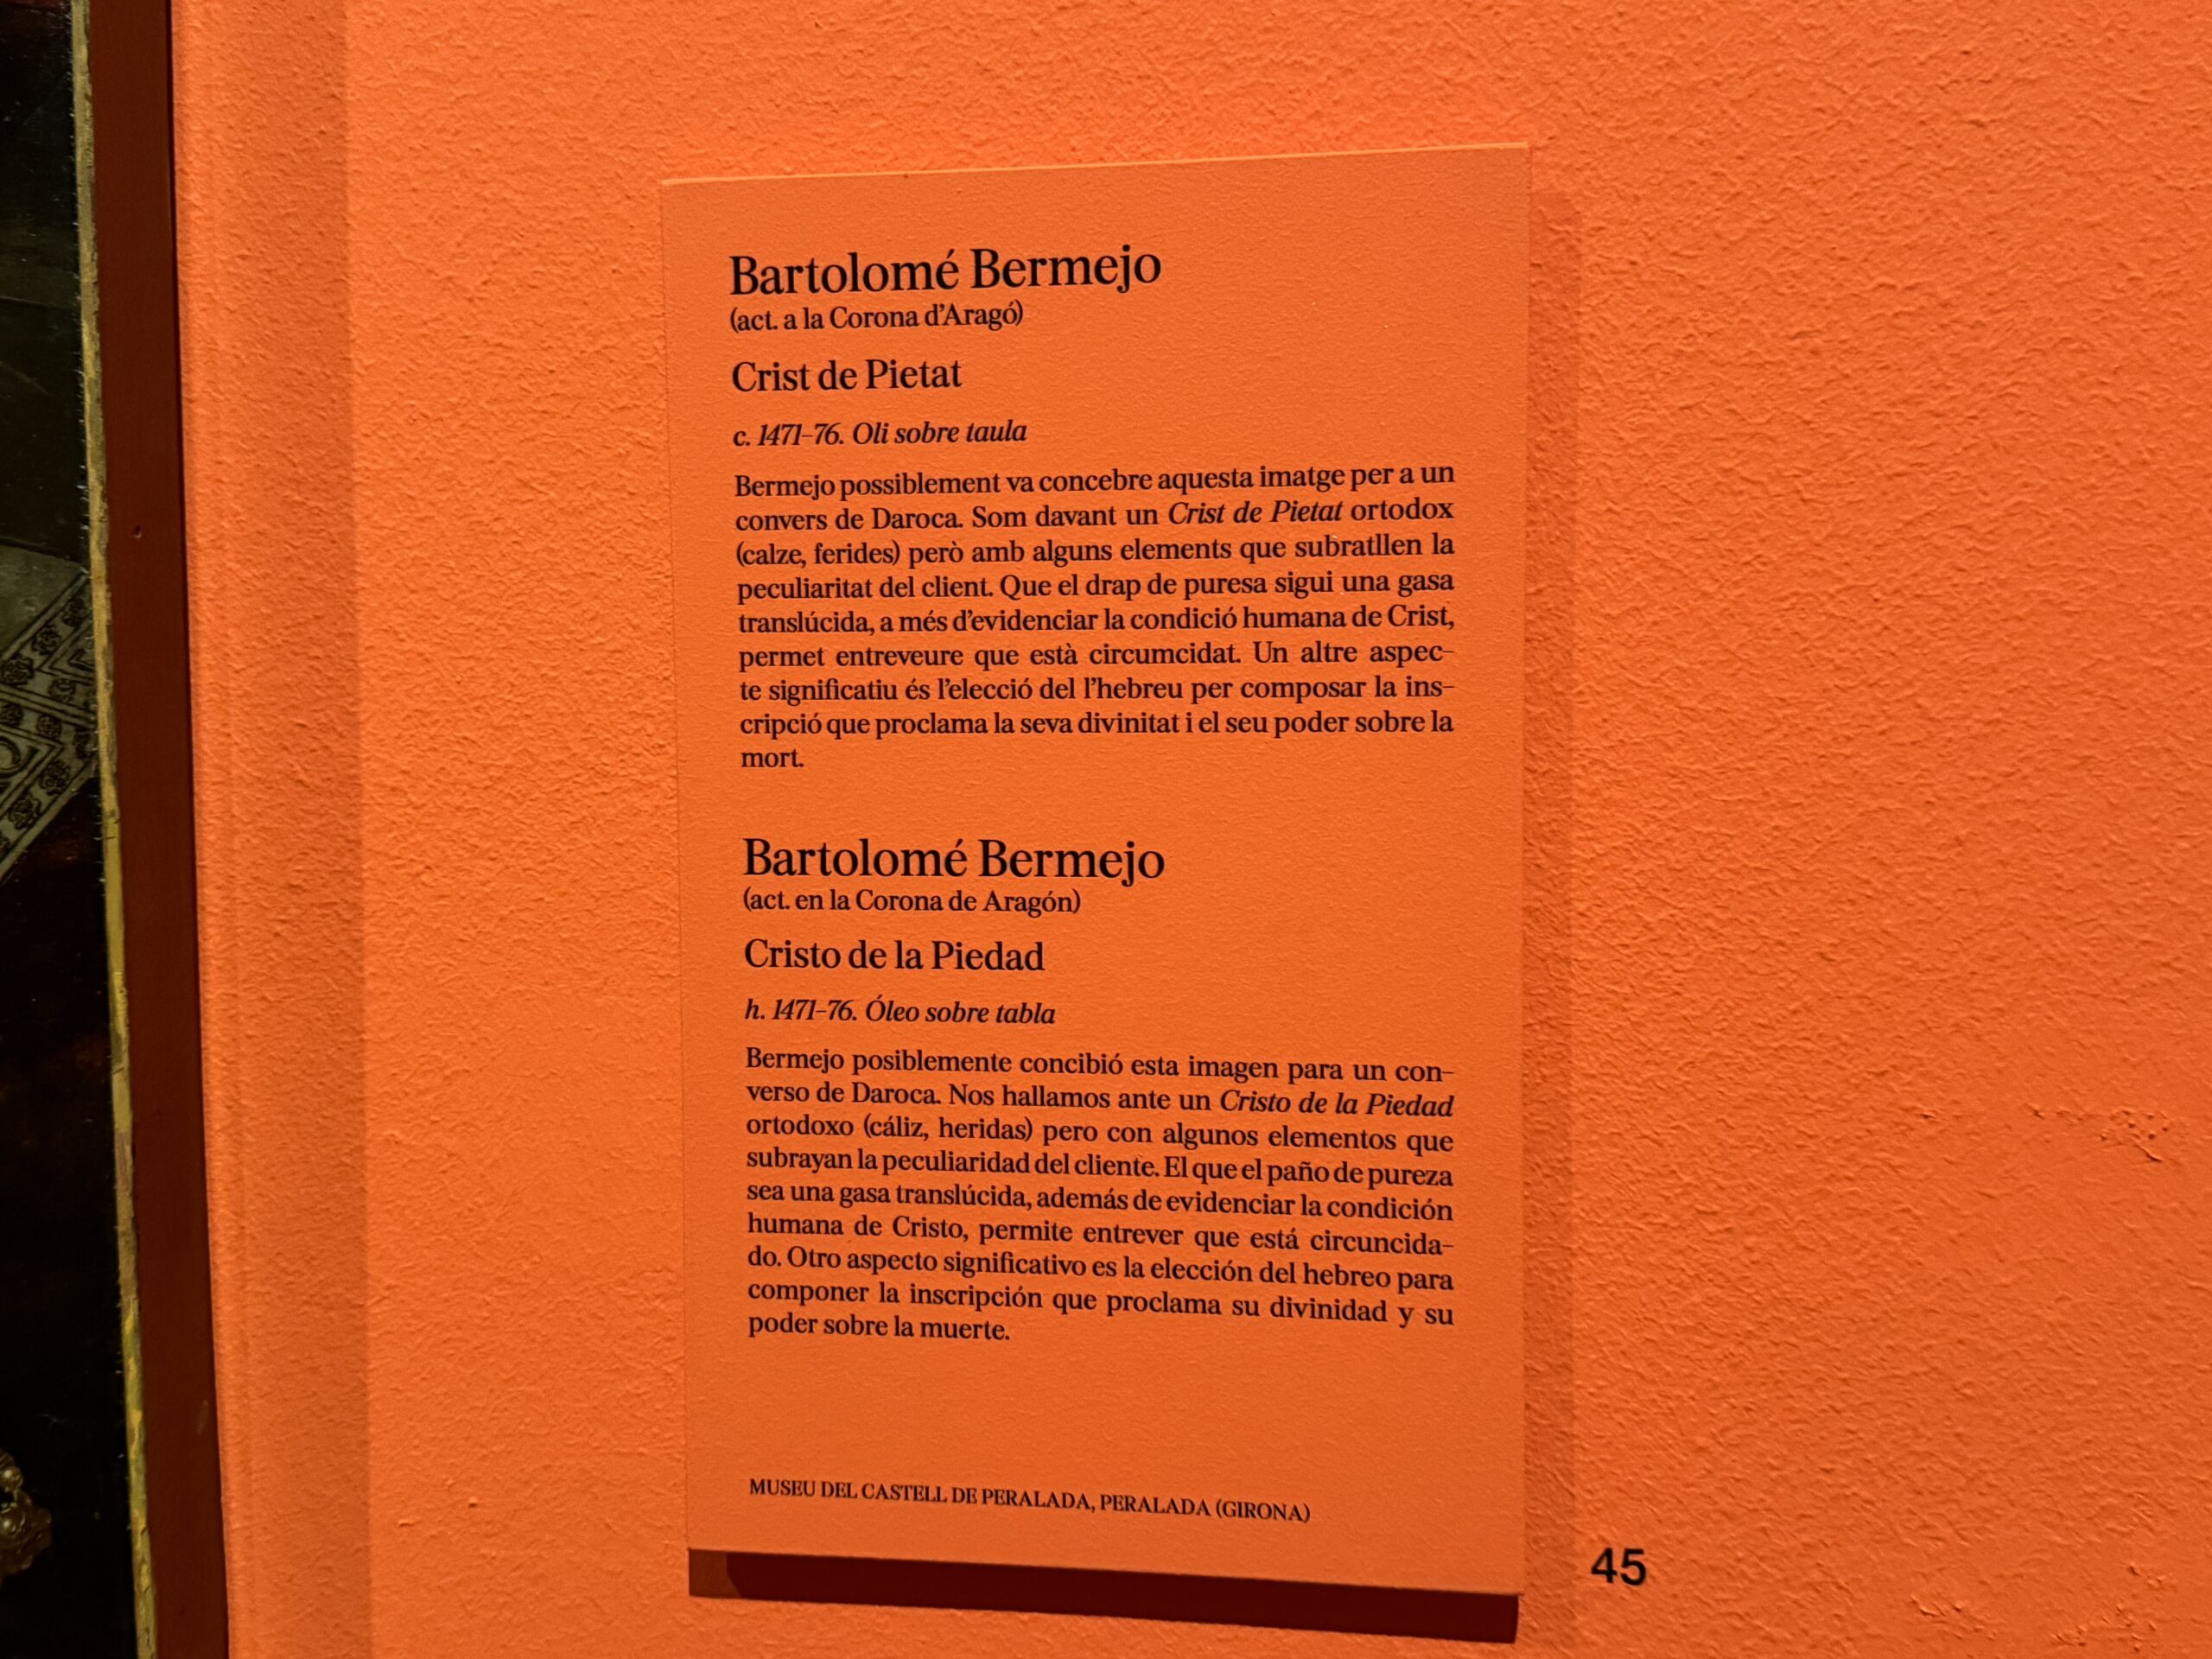 Bartolomé Bermejo
(act. a la Corona d'Aragó)
Crist de Pietat
c. 1471–76. Oli sobre taula
Bermejo possiblement va concebre aquesta imatge per a un
convers de Daroca. Som davant un Crist de Pietat ortodox
(calze, ferides) però amb alguns elements que subratllen la
peculiaritat del client. Que el drap de puresa sigui una gasa
translúcida, a més d'evidenciar la condició humana de Crist,
permet entreveure que està circumcidat. Un altre aspec-
te significatiu és l'elecció del l'hebreu per composar la ins-
cripció que proclama la seva divinitat i el seu poder sobre la
mort.
Bartolomé Bermejo
(act. en la Corona de Aragón)
Cristo de la Piedad
h. 1471–76. Óleo sobre tabla
Bermejo posiblemente concibió esta imagen para un con-
verso de Daroca. Nos hallamos ante un Cristo de la Piedad
ortodoxo (cáliz, heridas) pero con algunos elementos que
subrayan la peculiaridad del cliente. El que el paño de pureza
sea una gasa translúcida, además de evidenciar la condición
humana de Cristo, permite entrever que está circuncida-
do. Otro aspecto significativo es la elección del hebreo para
componer la inscripción que proclama su divinidad y su
poder sobre la muerte.
MUSEU DEL CASTELL DE PERALADA, PERALADA (GIRONA)
45